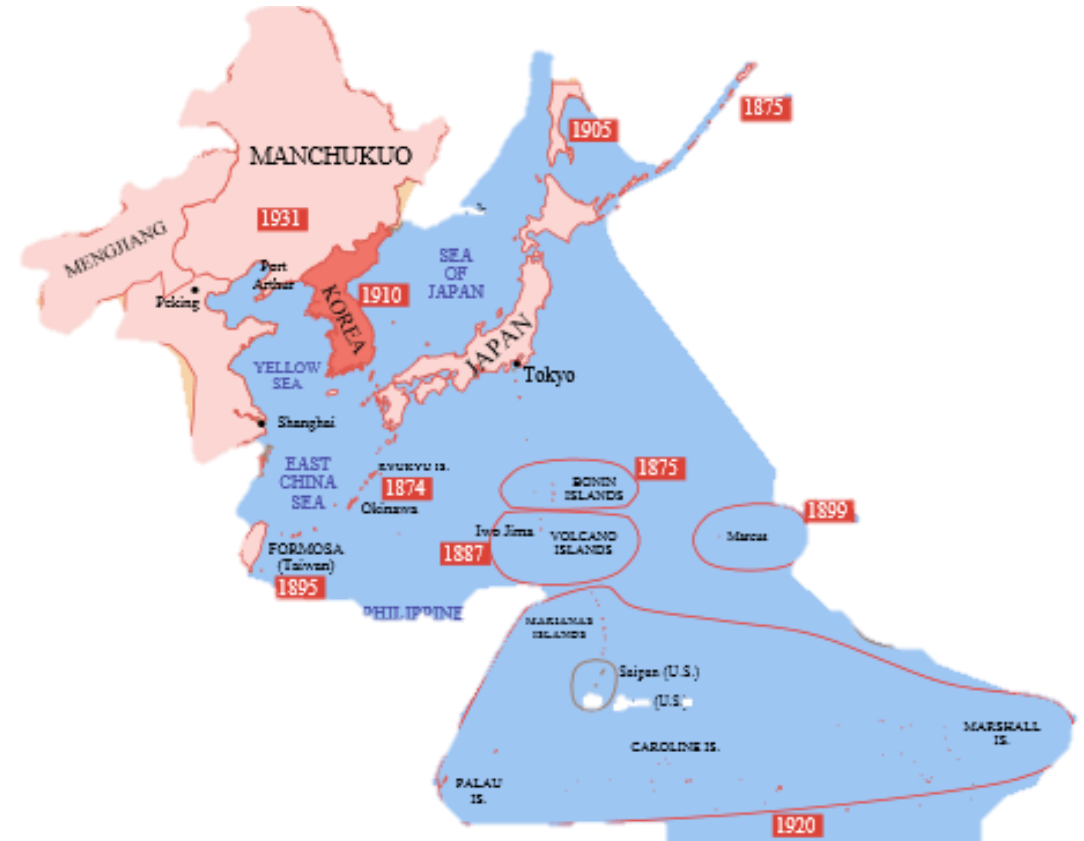 1875
1905
MANCHUKUO
1931
MENGJIANG
SEA
OF
JAPAN
Port
Arthur
Peking
1910
KOREA
JAPAN
YELLOW
SEA
Tokyo
Shanghai
EAST
CHINA
SEA
RYUKYU IS.
1874
Okinawa
1875
BONIN
ISLANDS
1899
Iwo Jima
VOLCANO
ISLANDS
Marcus
1887
FORMOSA
(Taiwan)
1895
PHILIPPINE
MARIANAS
ISLANDS
Saipan (U.S.)
(U.S.)
MARSHALL
IS.
CAROLINE IS.
PALAU
IS.
1920